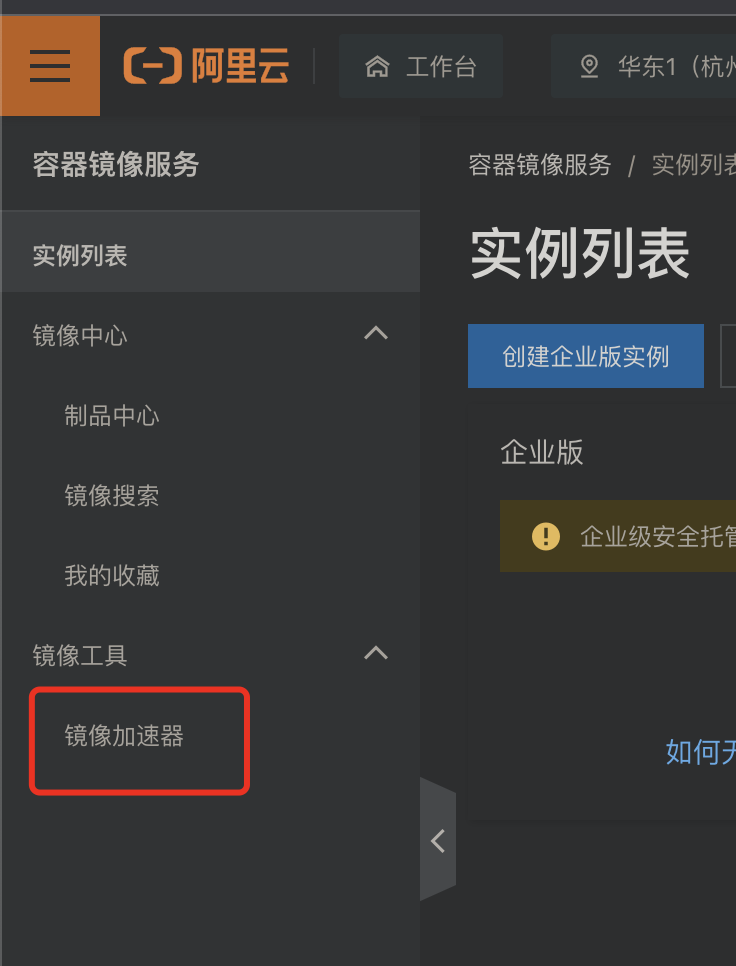 阿里云 工作台 华东1（杭州
容器镜像服务
容器镜像服务 / 实例列表
实例列表
实例列表
镜像中心
创建企业版实例
制品中心
企业版
镜像搜索
企业级安全托管
我的收藏
镜像工具
镜像加速器
如何